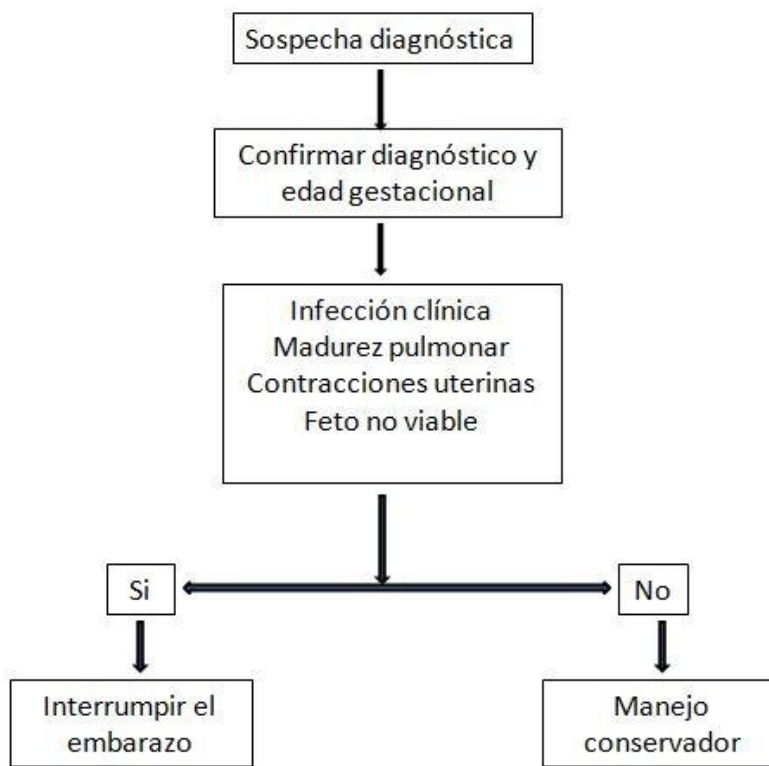 Sospecha diagnóstica
Confirmar diagnóstico y
edad gestacional
Infección clínica
Madurez pulmonar
Contracciones uterinas
Feto no viable
Si
No
Interrumpir el
embarazo
Manejo
conservador